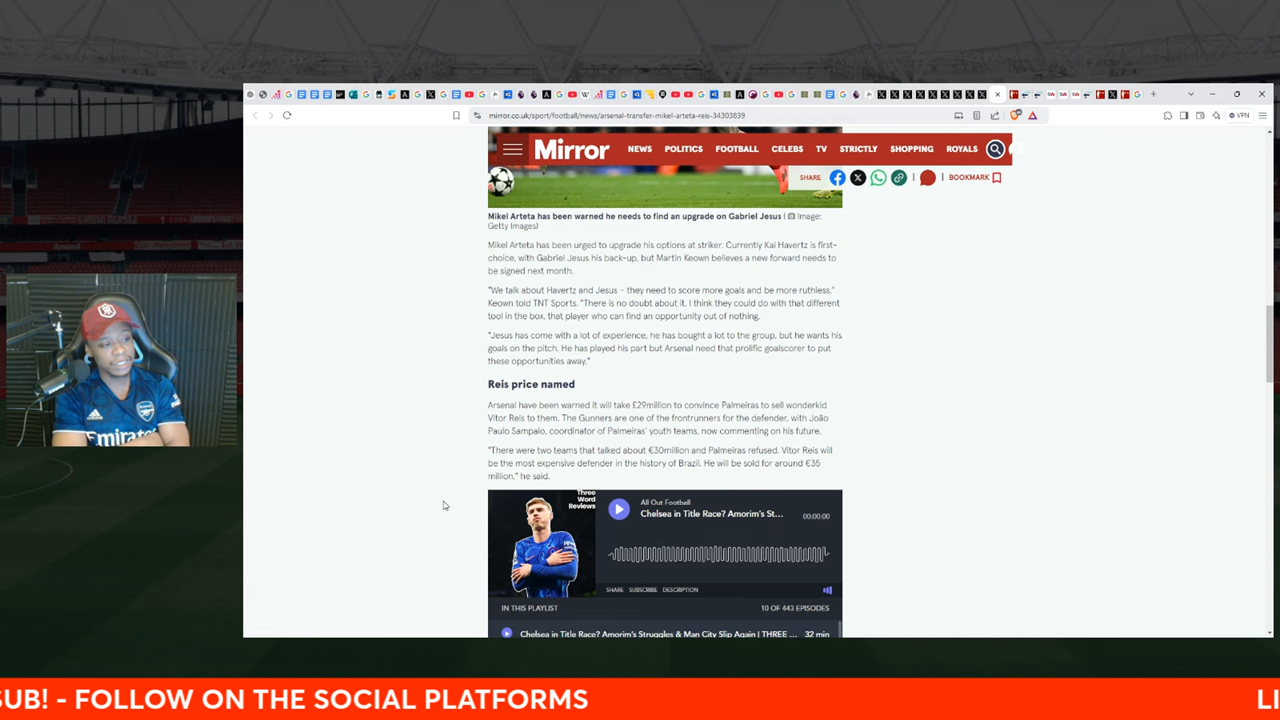 mirror.co.uk/sport/football/news/arsenal-transfer-mikel-arteta-reis-34303839
VPN
Mirror NEWS POLITICS FOOTBALL CELEBS TV STRICTLY SHOPPING ROYALS
SHARE BOOKMARK
Mikel Arteta has been warned he needs to find an upgrade on Gabriel Jesus ( Image:
Getty Images)
Mikel Arteta has been urged to upgrade his options at striker. Currently Kai Havertz is first-
choice, with Gabriel Jesus his back-up, but Martin Keown believes a new forward needs to
be signed next month.
"We talk about Havertz and Jesus – they need to score more goals and be more ruthless,"
Keown told TNT Sports. "There is no doubt about it. I think they could do with that different
tool in the box, that player who can find an opportunity out of nothing.
"Jesus has come with a lot of experience, he has bought a lot to the group, but he wants his
goals on the pitch. He has played his part but Arsenal need that prolific goalscorer to put
these opportunities away."
Reis price named
Arsenal have been warned it will take £29million to convince Palmeiras to sell wonderkid
Vitor Reis to them. The Gunners are one of the frontrunners for the defender, with João
Paulo Sampaio, coordinator of Palmeiras' youth teams, now commenting on his future.
"There were two teams that talked about €30million and Palmeiras refused. Vitor Reis will
be the most expensive defender in the history of Brazil. He will be sold for around €35
million," he said.
Three
Word
Reviews
All Out Football
Chelsea in Title Race? Amorim's St...
00:00:00
SHARE SUBSCRIBE DESCRIPTION
IN THIS PLAYLIST 10 OF 443 EPISODES
Chelsea in Title Race? Amorim's Struggles & Man City Slip Again | THREE ... 32 min
Emirates
SUB! - FOLLOW ON THE SOCIAL PLATFORMS LI